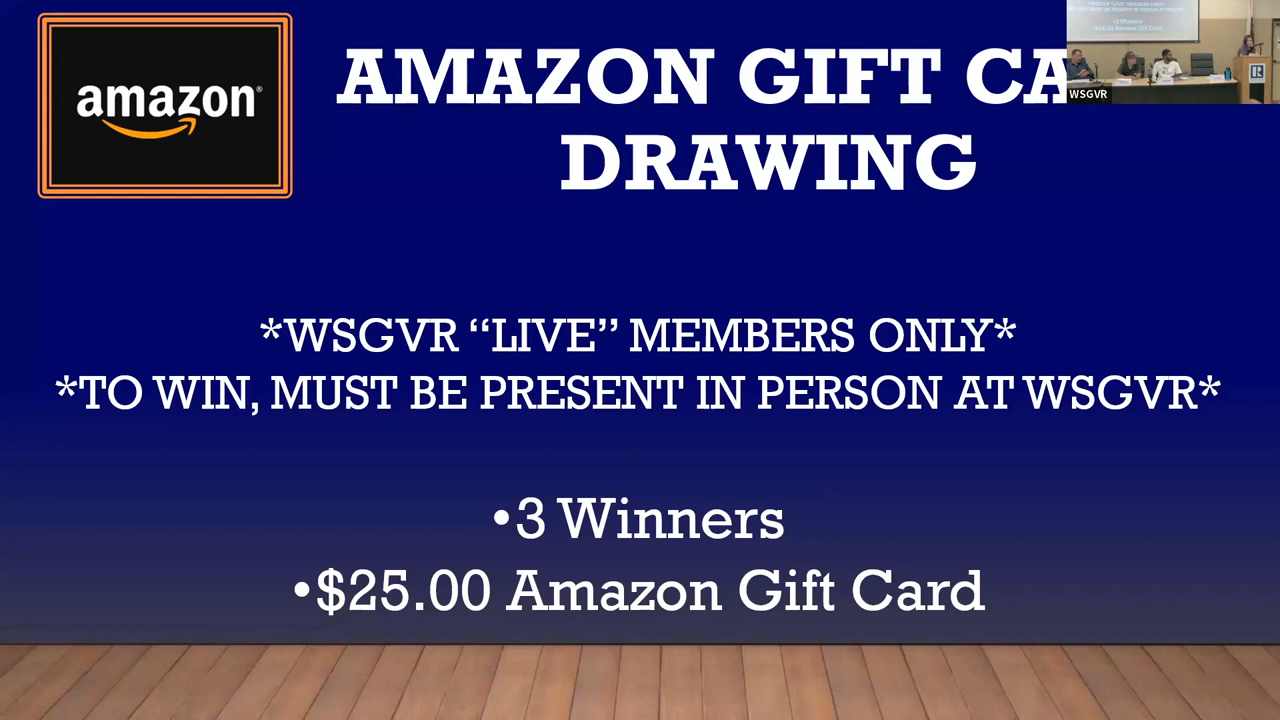 amazon®
AMAZON GIFT CA
DRAWING
WSGVR
*WSGVR “LIVE” MEMBERS ONLY*
*TO WIN, MUST BE PRESENT IN PERSON AT WSGVR*
•3 Winners
•$25.00 Amazon Gift Card